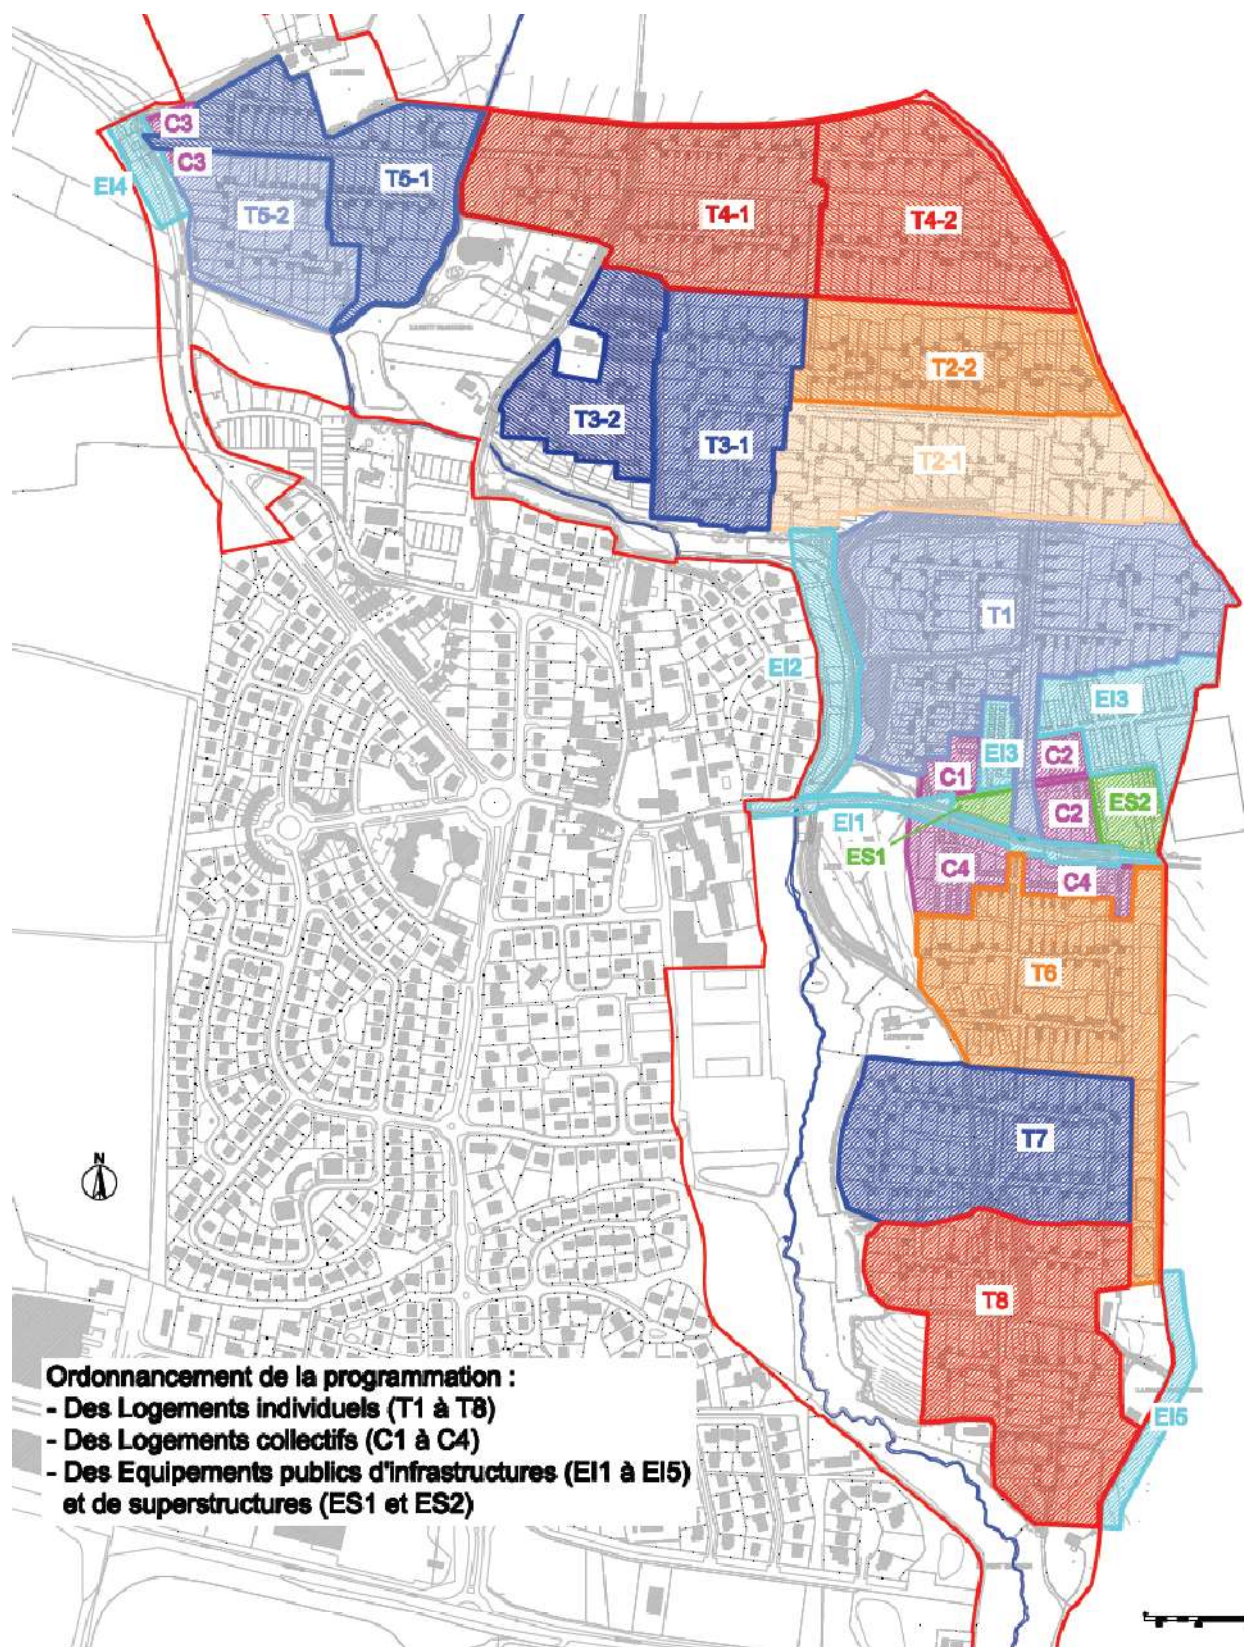 C3
C3
EI4
T5-1
T5-2
T4-1
T4-2
T2-2
T3-2
T3-1
T2-1
T1
EI2
EI3
EI3
C2
C1
C2
ES2
EI1
ES1
C4
C4
T6
T7
N
T8
EI5
Ordonnancement de la programmation :
- Des Logements individuels (T1 à T8)
- Des Logements collectifs (C1 à C4)
- Des Equipements publics d'infrastructures (EI1 à EI5)
et de superstructures (ES1 et ES2)